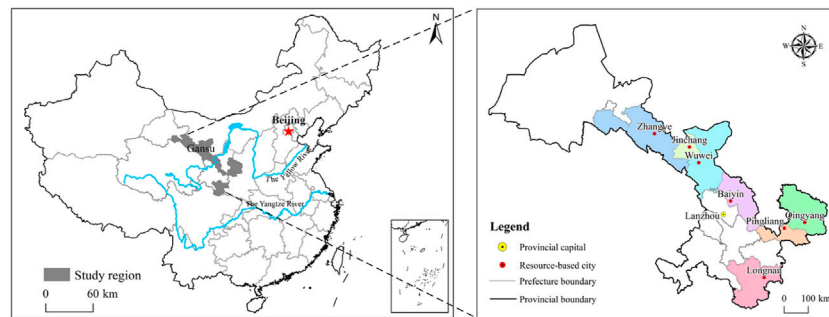 N
Beijing
Gansu
The Yellow River
The Yangtze River
Study region
0 60 km
N
W E
S
Zhangye
Jinchang
Wuwei
Baiyin
Lanzhou
Pingliang
Qingyang
Longnan
Legend
Provincial capital
Resource-based city
Prefecture boundary
Provincial boundary
0 100 km